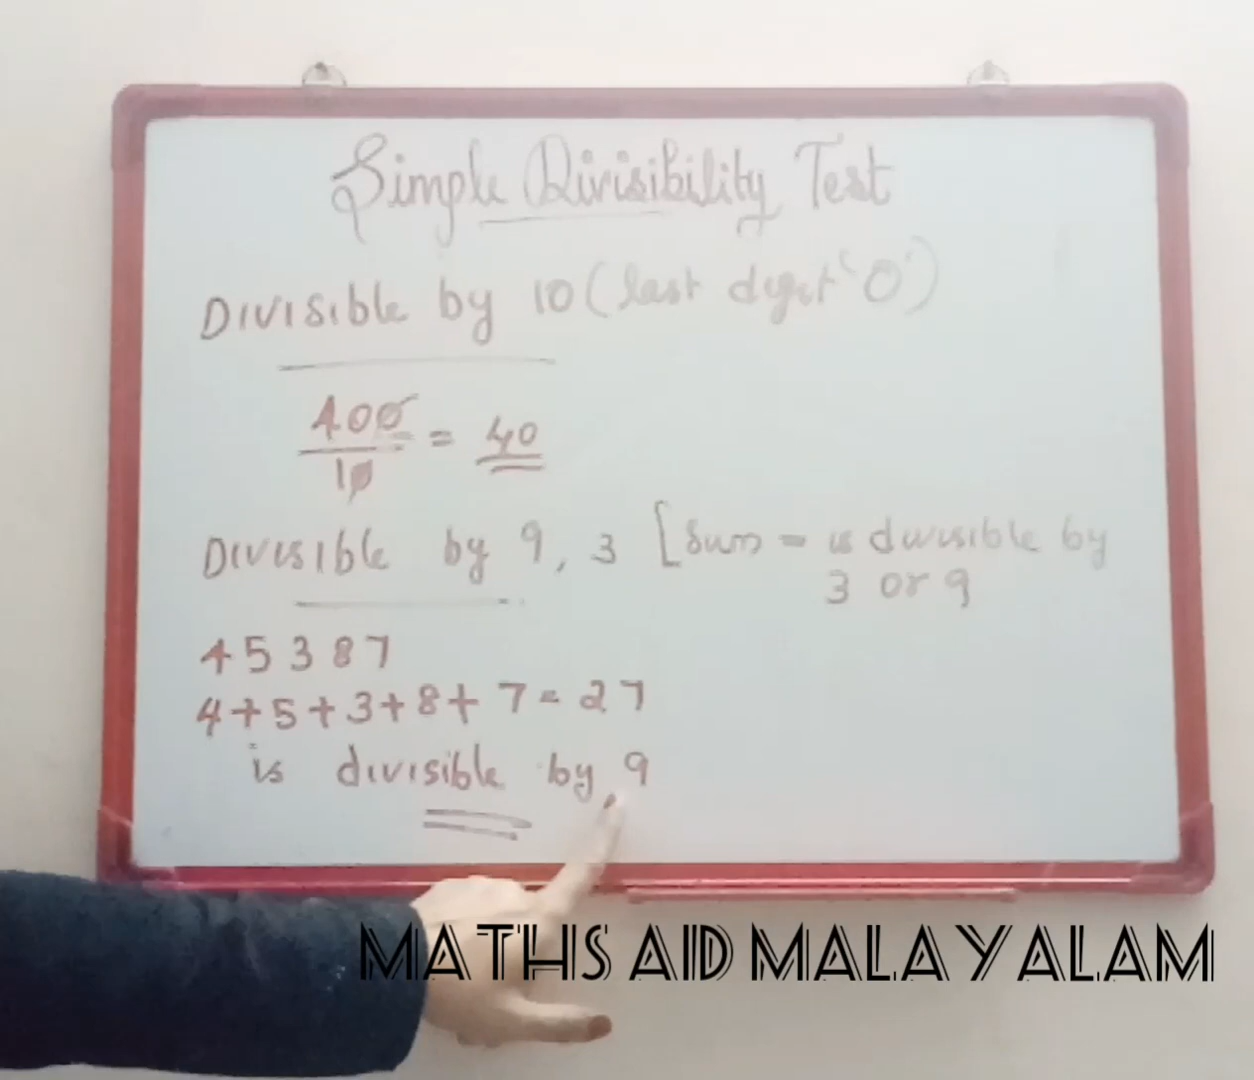 Simple Divisibility Test
Divisible by 10 (last digit '0')
400/10 = 40
Divisible by 9, 3 [Sum = is divisible by
3 or 9
45387
4+5+3+8+7=27
is divisible by 9
MATHS AID MALAYALAM